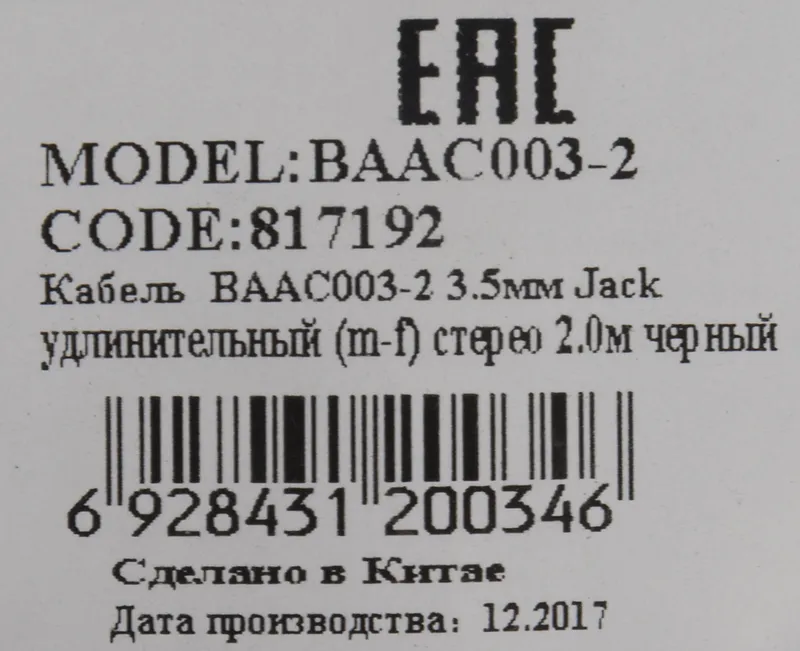 EAC
MODEL:BAAC003-2
CODE:817192
Кабель BAAC003-2 3.5мм Jack
удлинительный (m-f) стерео 2.0м черный
6 928431 200346
Сделано в Китае
Дата производства: 12.2017